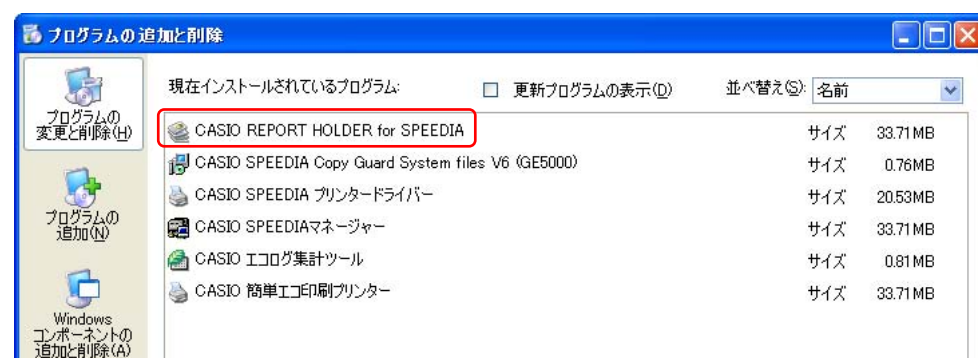 プログラムの追加と削除
現在インストールされているプログラム:
更新プログラムの表示(D)
並べ替え(S):
名前
プログラムの
変更と削除(H)
CASIO REPORT HOLDER for SPEEDIA
サイズ 33.71MB
CASIO SPEEDIA Copy Guard System files V6 (GE5000)
サイズ 0.76MB
プログラムの
追加(N)
CASIO SPEEDIA プリンタードライバー
サイズ 20.53MB
CASIO SPEEDIAマネージャー
サイズ 33.71MB
CASIO エコログ集計ツール
サイズ 0.81MB
CASIO 簡単エコ印刷プリンター
サイズ 33.71MB
Windows
コンポーネントの
追加と削除(A)